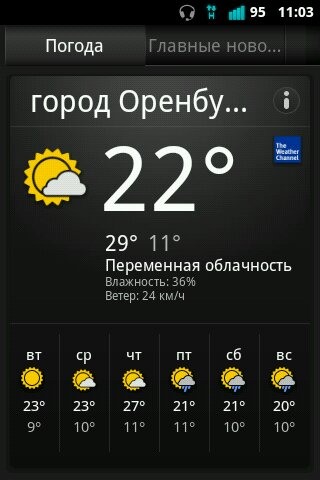 H 95 11:03
Погода Главные ново...
город Оренбу...
22°
The Weather Channel
29° 11°
Переменная облачность
Влажность: 36%
Ветер: 24 км/ч
вт ср чт пт сб вс
23° 23° 27° 21° 21° 20°
9° 10° 11° 11° 10° 10°